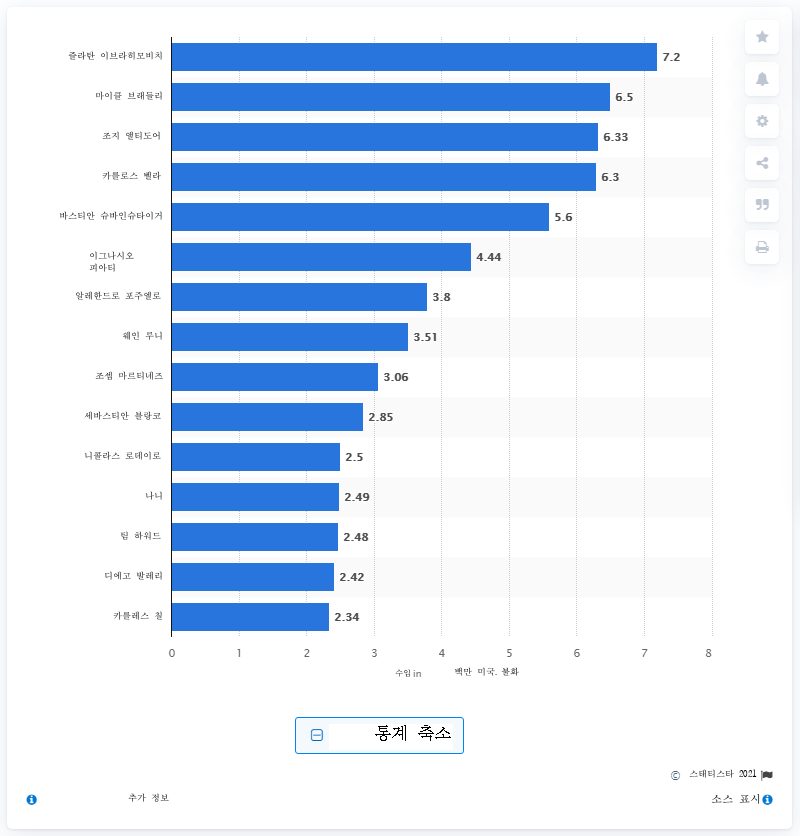 즐라탄 이브라히모비치 7.2
마이클 브래들리 6.5
조지 앨티도어 6.33
카를로스 벨라 6.3
바스티안 슈바인슈타이거 5.6
이그나시오
피아티
4.44
알레한드로 포주엘로 3.8
웨인 루니 3.51
조셉 마르티네즈 3.06
세바스티안 블랑코 2.85
니콜라스 로데이로 2.5
나니 2.49
팀 하워드 2.48
디에고 발레리 2.42
카를레스 칠 2.34
0 1 2 3 4 5 6 7 8
수입 in 백만 미국. 불화
통계 축소
© 스태티스타 2021
추가 정보
소스 표시